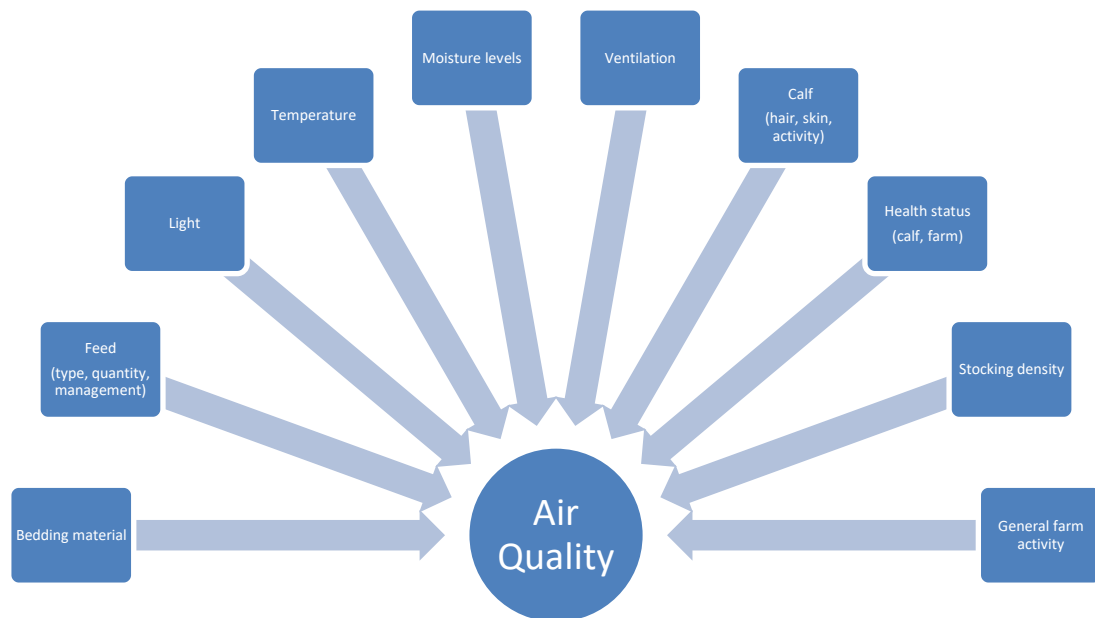 Bedding material
Feed
(type, quantity,
management)
Light
Temperature
Moisture levels
Ventilation
Calf
(hair, skin,
activity)
Health status
(calf, farm)
Stocking density
General farm
activity
Air
Quality